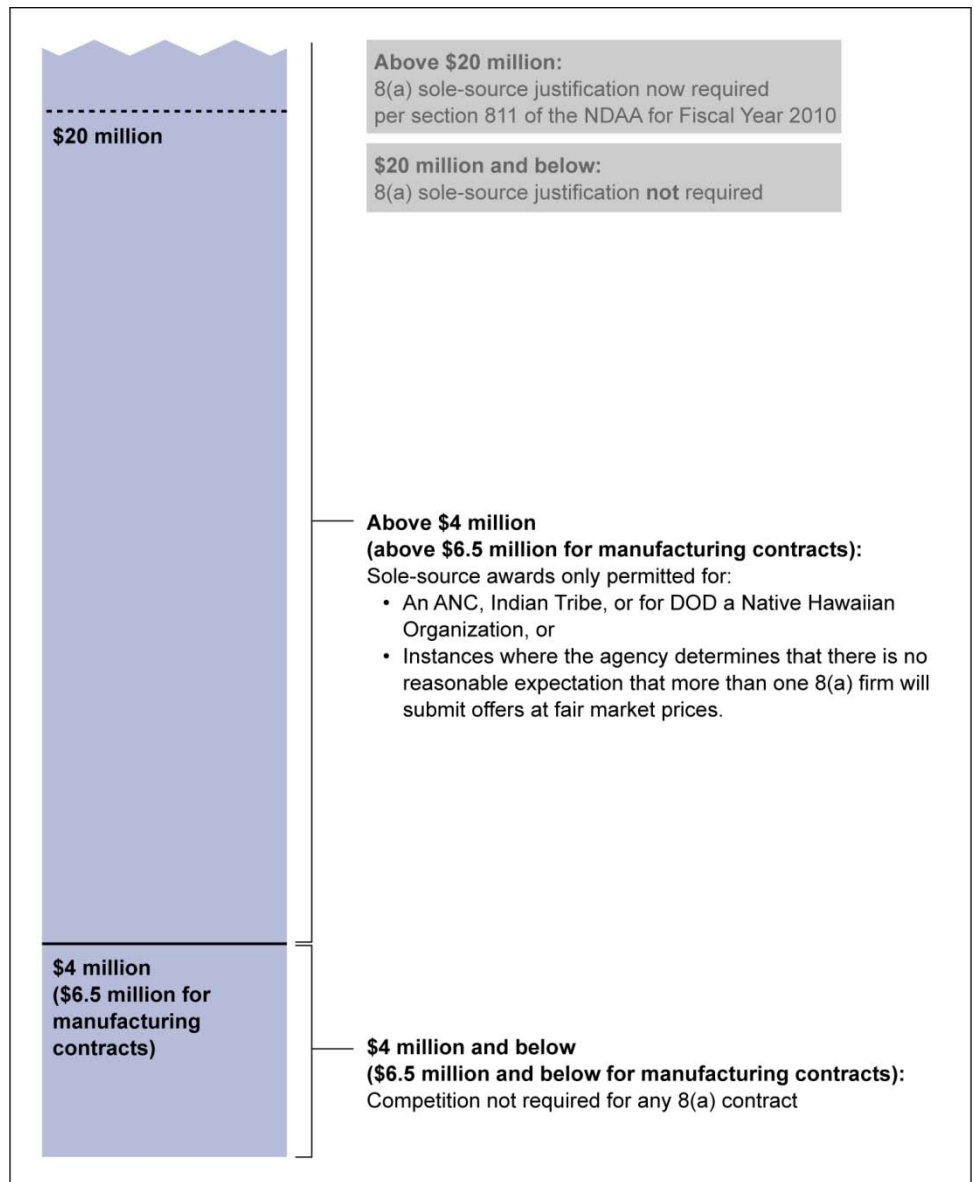 Above $20 million:
8(a) sole-source justification now required
per section 811 of the NDAA for Fiscal Year 2010
$20 million
$20 million and below:
8(a) sole-source justification not required
Above $4 million
(above $6.5 million for manufacturing contracts):
Sole-source awards only permitted for:
• An ANC, Indian Tribe, or for DOD a Native Hawaiian
Organization, or
• Instances where the agency determines that there is no
reasonable expectation that more than one 8(a) firm will
submit offers at fair market prices.
$4 million
($6.5 million for
manufacturing
contracts)
$4 million and below
($6.5 million and below for manufacturing contracts):
Competition not required for any 8(a) contract